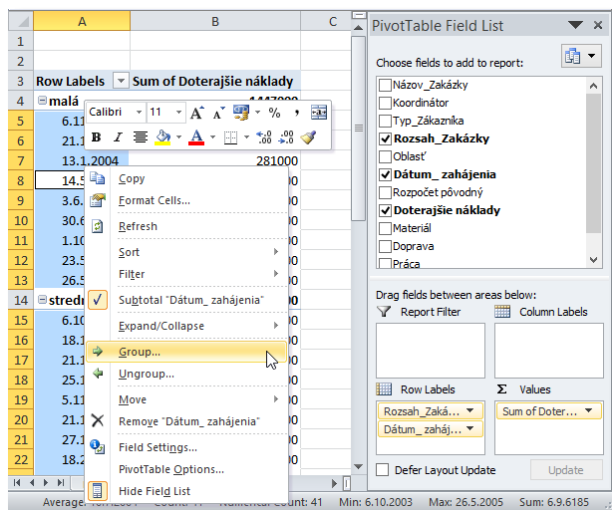 A B C
1
2
3 Row Labels Sum of Doterajšie náklady
4 malá
5 6.11
6 21.1
7 13.1.2004 281000
8 14.5
9 3.6.
10 30.6
11 1.10
12 23.5
13 26.5
14 stredn
15 6.10
16 18.1
17 21.1
18 25.1
19 5.11
20 21.1
21 27.1
22 18.2
Calibri 11 A A % ,
B I A
Copy
Format Cells...
Refresh
Sort
Filter
Subtotal "Dátum_ zahájenia"
Expand/Collapse
Group...
Ungroup...
Move
Remove "Dátum_ zahájenia"
Field Settings...
PivotTable Options...
Hide Field List
PivotTable Field List
Choose fields to add to report:
Názov_Zakázky
Koordinátor
Typ_Zákazníka
Rozsah_Zakázky
Oblasť
Dátum_ zahájenia
Rozpočet pôvodný
Doterajšie náklady
Materiál
Doprava
Práca
Drag fields between areas below:
Report Filter Column Labels
Row Labels Σ Values
Rozsah_Zaká... Sum of Doter...
Dátum_ zaháj...
Defer Layout Update Update
Numerical Count: 41 Min: 6.10.2003 Max: 26.5.2005 Sum: 6.9.6185